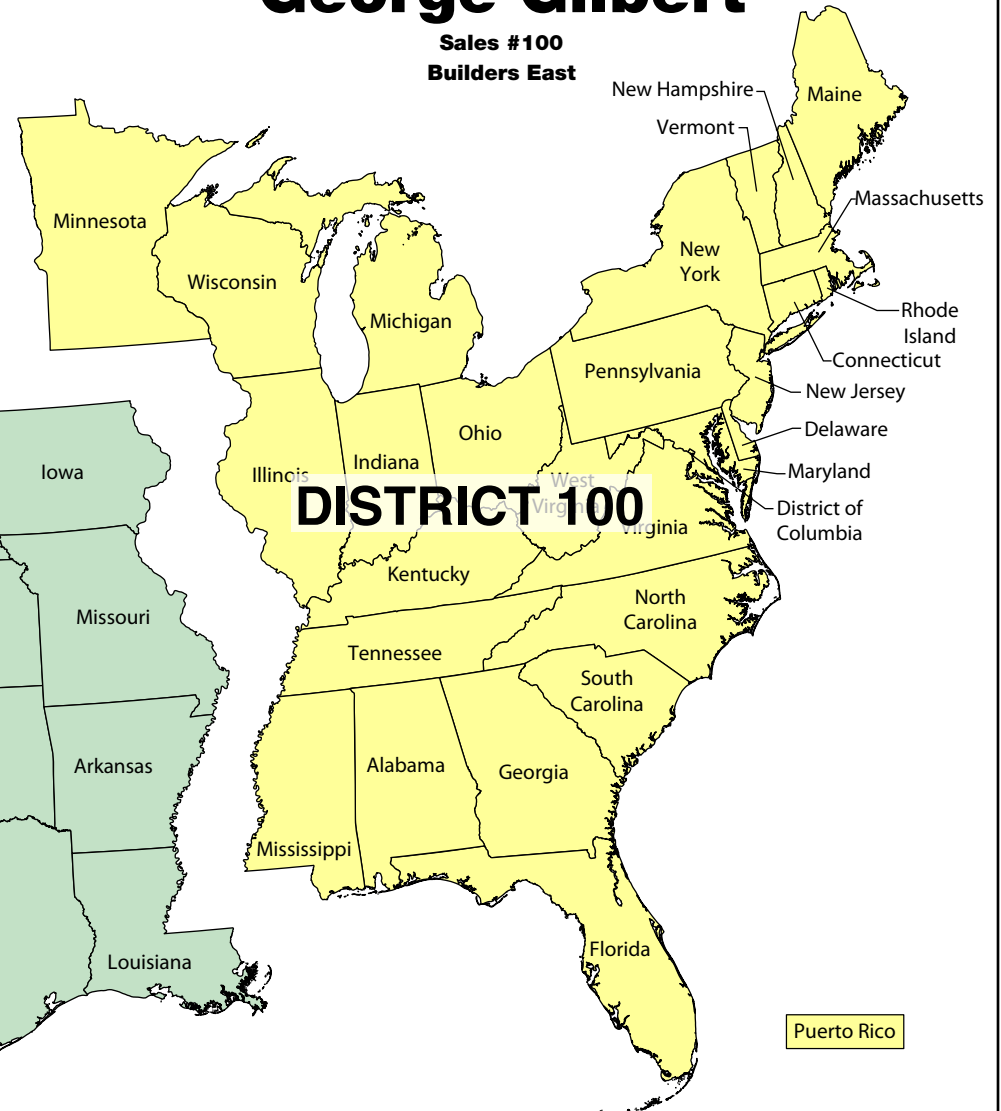 George Gilbert
Sales #100
Builders East
New Hampshire
Maine
Vermont
Massachusetts
Minnesota
New
York
Wisconsin
Michigan
Rhode
Island
Connecticut
Pennsylvania
New Jersey
Delaware
Ohio
Iowa
Illinois
Indiana
Maryland
West
Virginia
DISTRICT 100
District of
Columbia
Virginia
Kentucky
Missouri
North
Carolina
Tennessee
South
Carolina
Arkansas
Alabama
Georgia
Mississippi
Florida
Louisiana
Puerto Rico